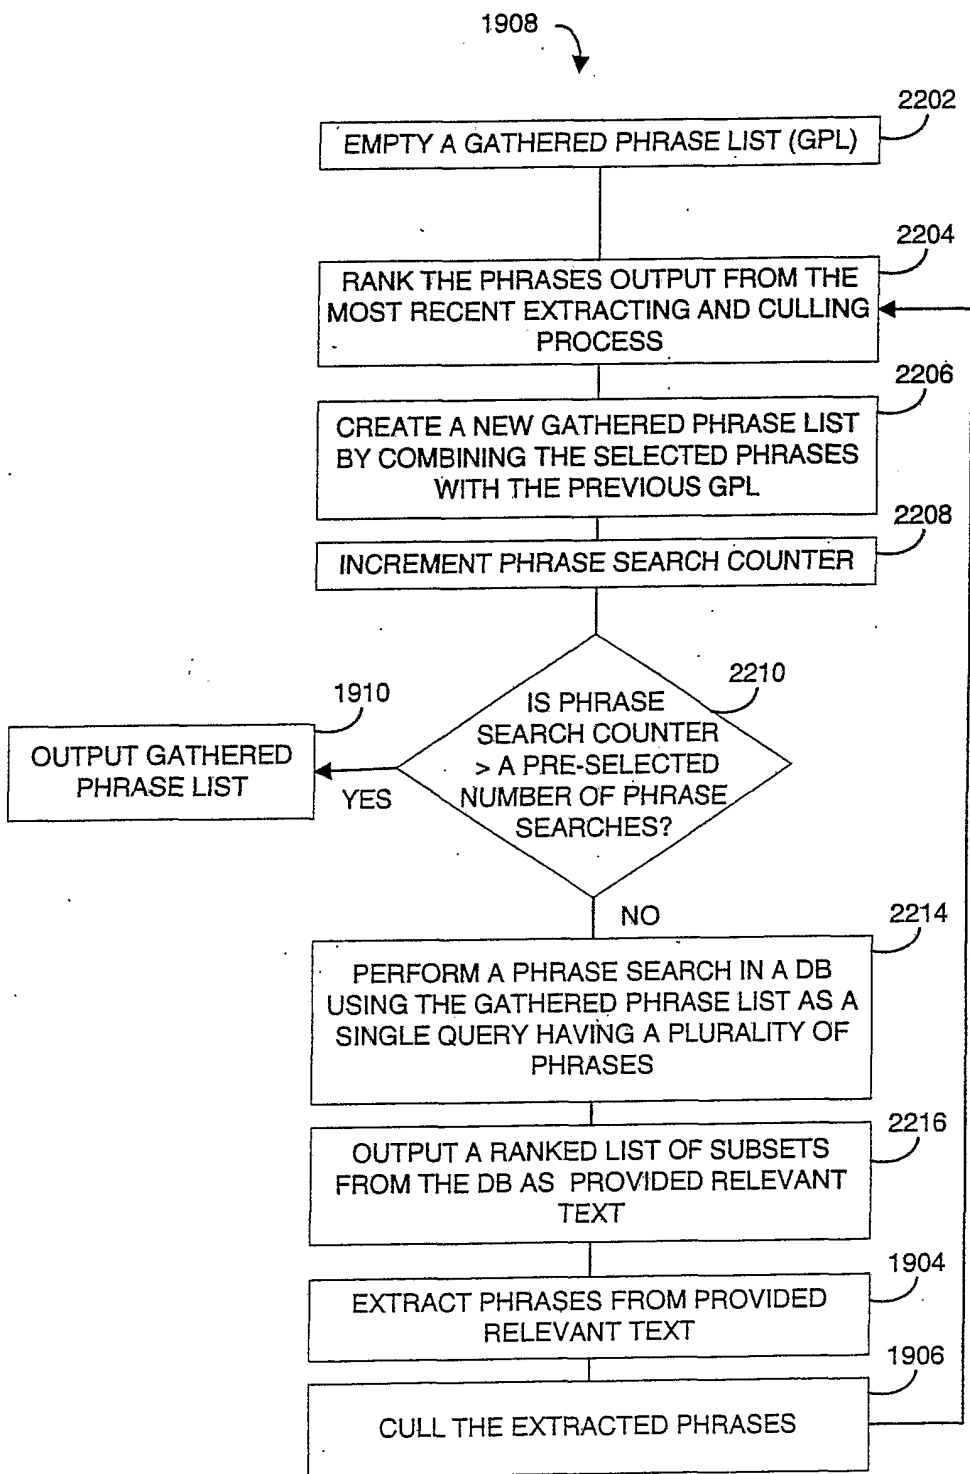 1908
2202
EMPTY A GATHERED PHRASE LIST (GPL)
2204
RANK THE PHRASES OUTPUT FROM THE
MOST RECENT EXTRACTING AND CULLING
PROCESS
2206
CREATE A NEW GATHERED PHRASE LIST
BY COMBINING THE SELECTED PHRASES
WITH THE PREVIOUS GPL
2208
INCREMENT PHRASE SEARCH COUNTER
2210
IS PHRASE
SEARCH COUNTER
> A PRE-SELECTED
NUMBER OF PHRASE
SEARCHES?
1910
OUTPUT GATHERED
PHRASE LIST
YES
NO
2214
PERFORM A PHRASE SEARCH IN A DB
USING THE GATHERED PHRASE LIST AS A
SINGLE QUERY HAVING A PLURALITY OF
PHRASES
2216
OUTPUT A RANKED LIST OF SUBSETS
FROM THE DB AS PROVIDED RELEVANT
TEXT
1904
EXTRACT PHRASES FROM PROVIDED
RELEVANT TEXT
1906
CULL THE EXTRACTED PHRASES